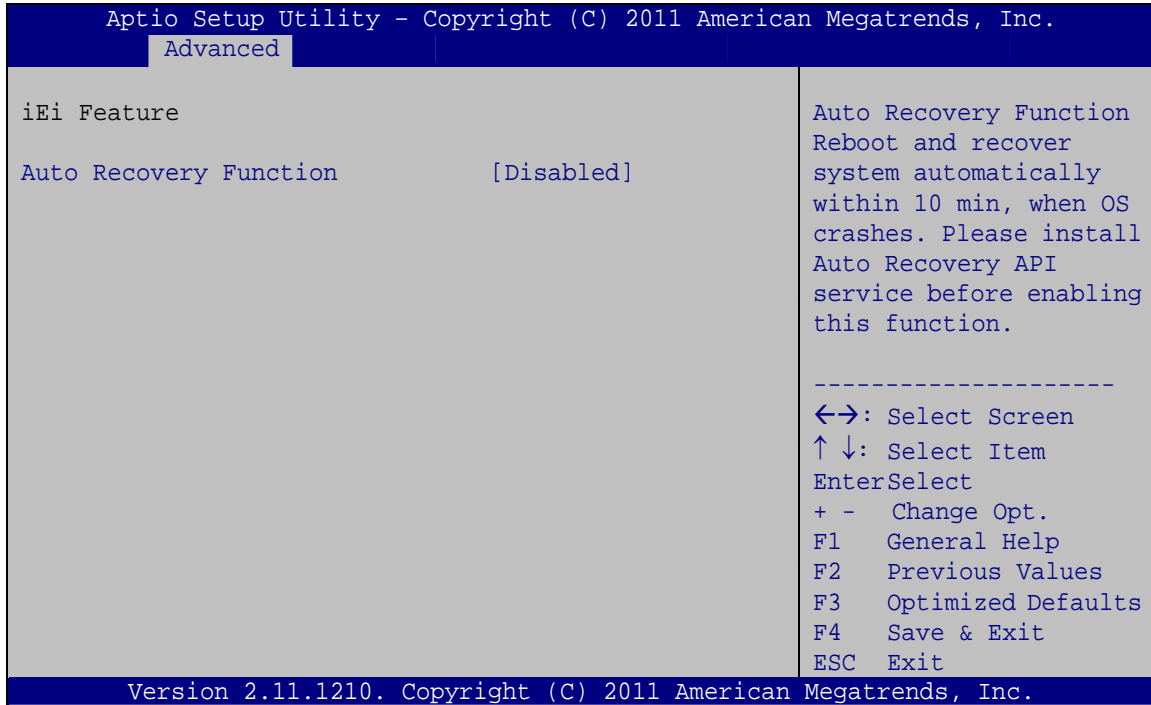 Aptio Setup Utility – Copyright (C) 2011 American Megatrends, Inc.
Advanced
iEi Feature
Auto Recovery Function [Disabled]
Auto Recovery Function
Reboot and recover
system automatically
within 10 min, when OS
crashes. Please install
Auto Recovery API
service before enabling
this function.
---------------------
←→: Select Screen
↑ ↓: Select Item
EnterSelect
+ - Change Opt.
F1 General Help
F2 Previous Values
F3 Optimized Defaults
F4 Save & Exit
ESC Exit
Version 2.11.1210. Copyright (C) 2011 American Megatrends, Inc.